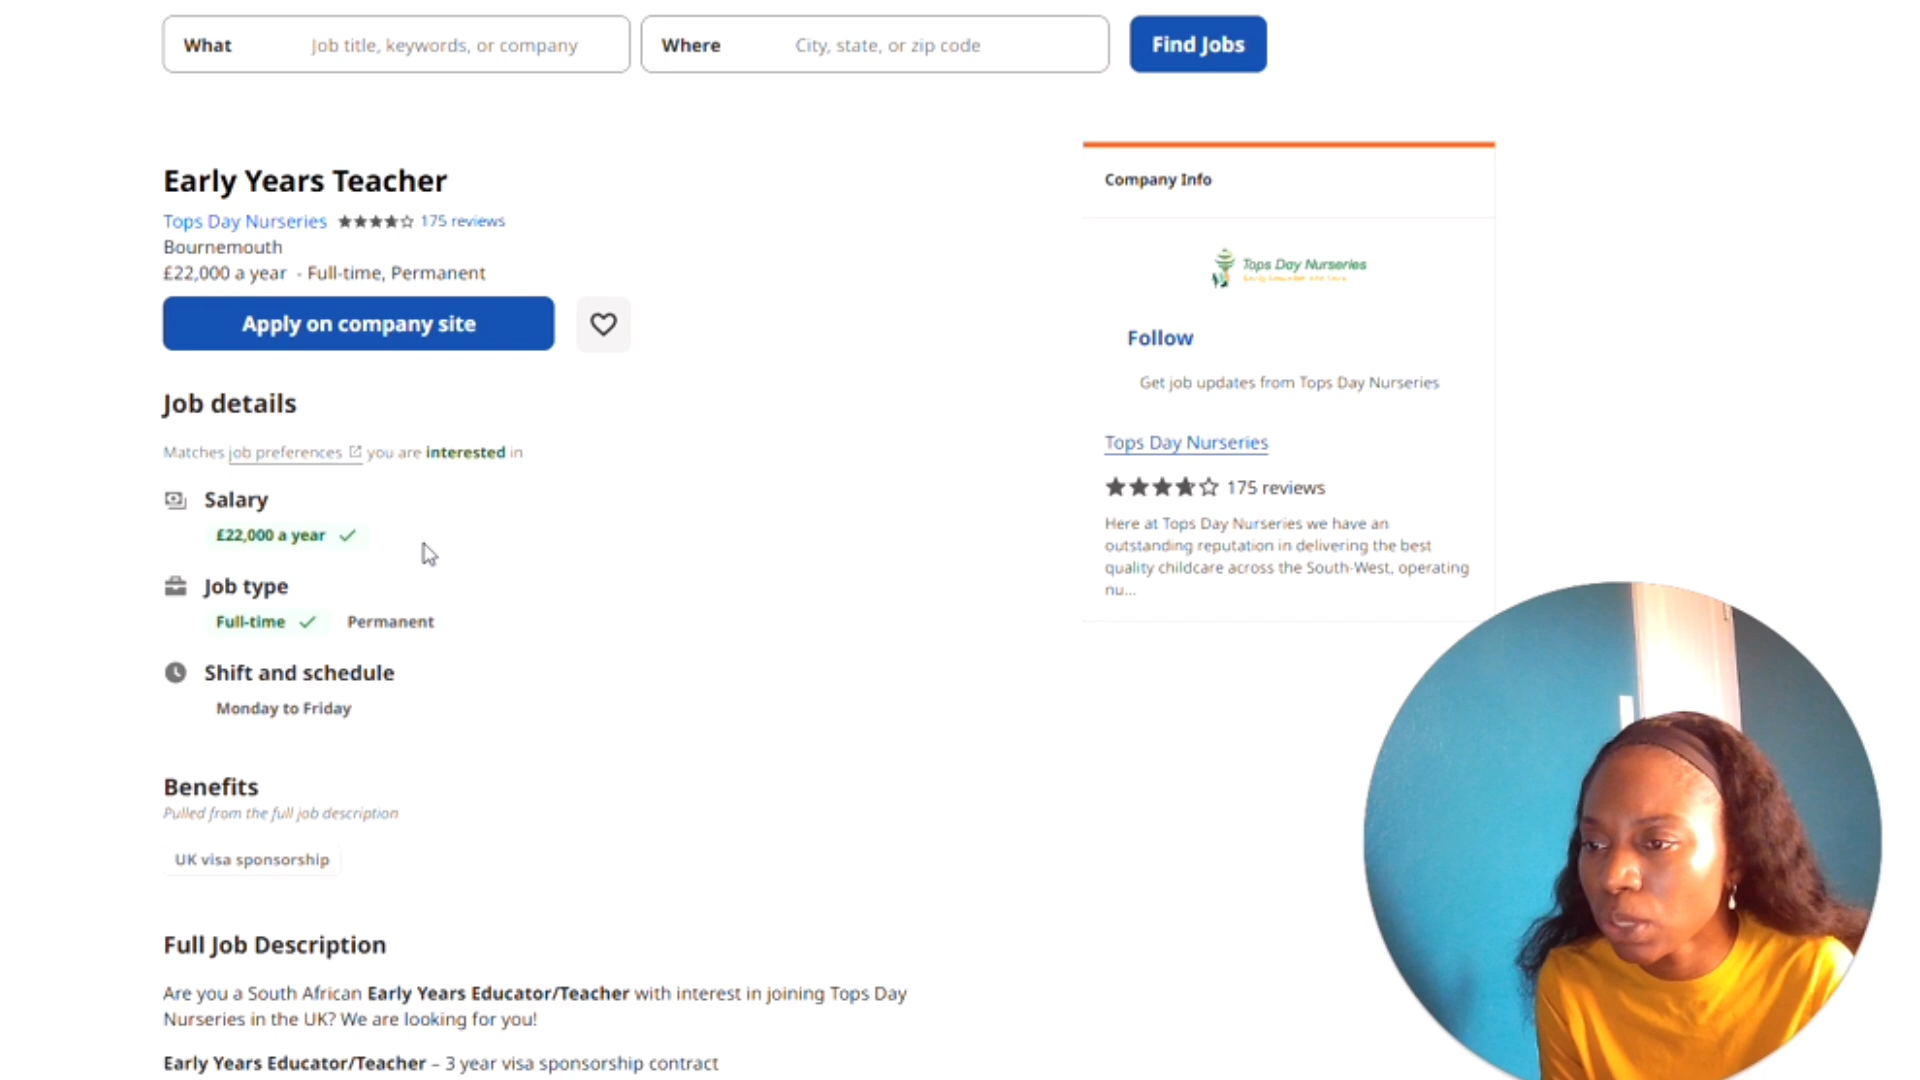 What Job title, keywords, or company Where City, state, or zip code Find Jobs
Early Years Teacher
Tops Day Nurseries 175 reviews
Bournemouth
£22,000 a year - Full-time, Permanent
Apply on company site
Job details
Matches job preferences you are interested in
Salary
£22,000 a year
Job type
Full-time Permanent
Shift and schedule
Monday to Friday
Benefits
Pulled from the full job description
UK visa sponsorship
Full Job Description
Are you a South African Early Years Educator/Teacher with interest in joining Tops Day
Nurseries in the UK? We are looking for you!
Early Years Educator/Teacher – 3 year visa sponsorship contract
Company Info
Tops Day Nurseries
Follow
Get job updates from Tops Day Nurseries
Tops Day Nurseries
175 reviews
Here at Tops Day Nurseries we have an
outstanding reputation in delivering the best
quality childcare across the South-West, operating
nu...